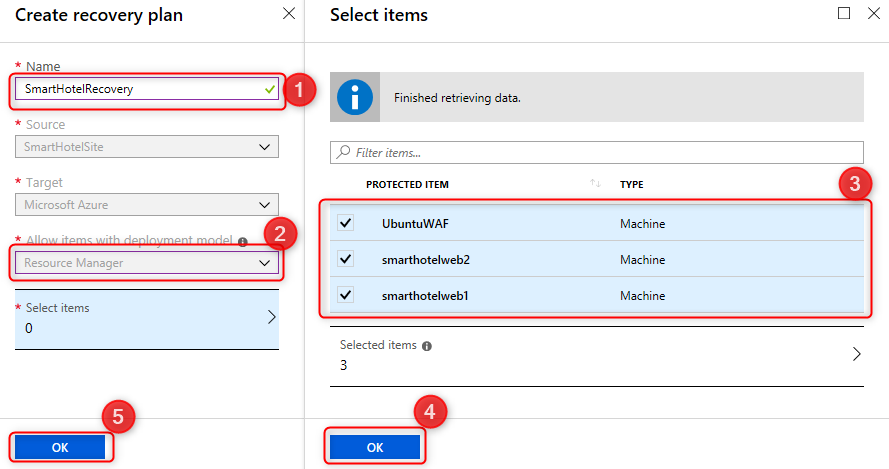 Create recovery plan
* Name
SmartHotelRecovery
1
* Source
SmartHotelSite
* Target
Microsoft Azure
* Allow items with deployment model
2
Resource Manager
* Select items
0
5
OK
Select items
Finished retrieving data.
Filter items...
PROTECTED ITEM TYPE
3
UbuntuWAF Machine
smarthotelweb2 Machine
smarthotelweb1 Machine
Selected items
3
4
OK